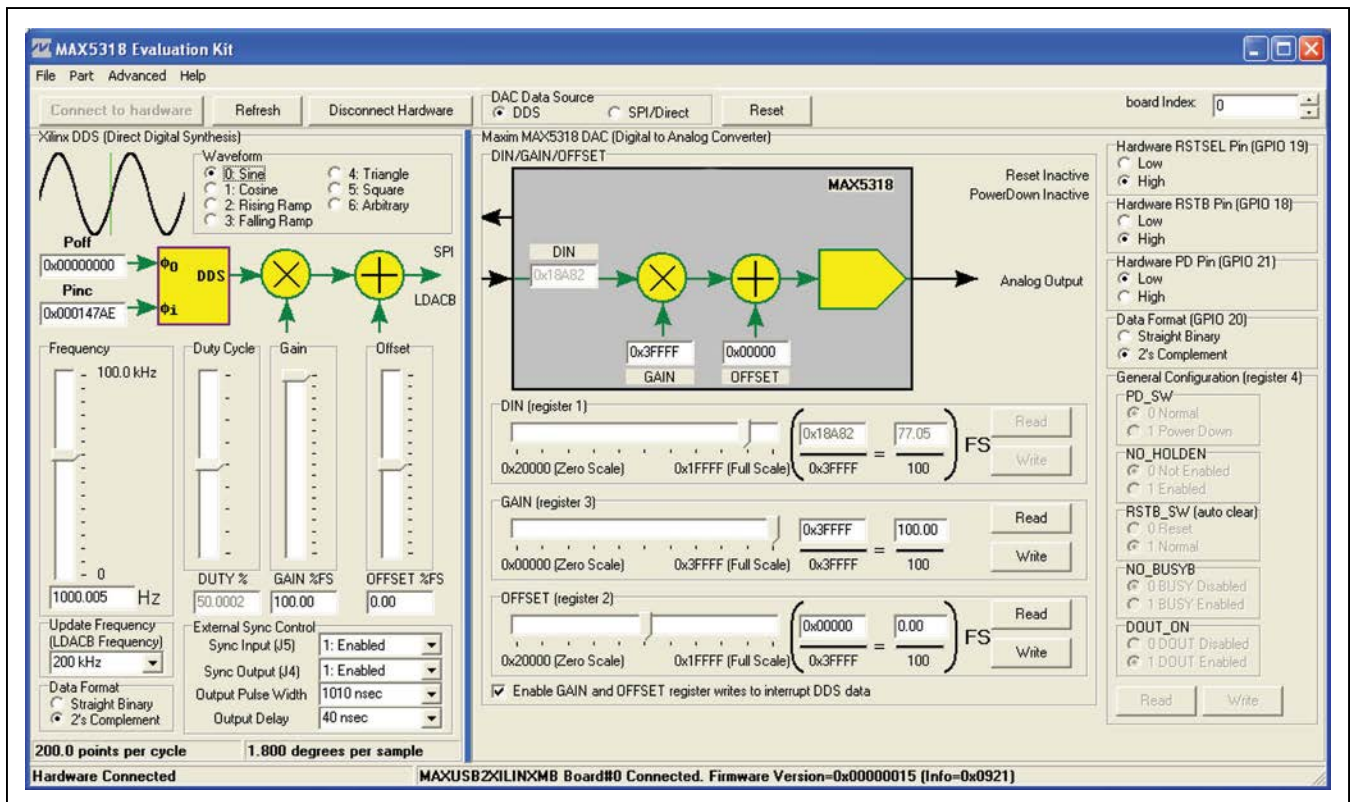 MAX5318 Evaluation Kit
File Part Advanced Help
Connect to hardware Refresh Disconnect Hardware
DAC Data Source
DDS SPI/Direct
Reset
board Index: 0
Xilinx DDS (Direct Digital Synthesis)
Waveform
0: Sine
1: Cosine
2: Rising Ramp
3: Falling Ramp
4: Triangle
5: Square
6: Arbitrary
Poff
0x00000000
Pinc
0x000147AE
Φ0
DDS
Φi
SPI
LDACB
Frequency
100.0 kHz
0
1000.005 Hz
Duty Cycle
DUTY %
50.0002
Gain
GAIN %FS
100.00
Offset
OFFSET %FS
0.00
Update Frequency
(LDACB Frequency)
200 kHz
Data Format
Straight Binary
2's Complement
External Sync Control
Sync Input (J5) 1: Enabled
Sync Output (J4) 1: Enabled
Output Pulse Width 1010 nsec
Output Delay 40 nsec
200.0 points per cycle 1.800 degrees per sample
Maxim MAX5318 DAC (Digital to Analog Converter)
DIN/GAIN/OFFSET
MAX5318
Reset Inactive
PowerDown Inactive
DIN
0x18A82
Analog Output
0x3FFFF 0x00000
GAIN OFFSET
DIN (register 1)
0x20000 (Zero Scale) 0x1FFFF (Full Scale)
0x18A82 77.05
0x3FFFF = 100
FS
Read
Write
GAIN (register 3)
0x00000 (Zero Scale) 0x3FFFF (Full Scale)
0x3FFFF 100.00
0x3FFFF = 100
Read
Write
OFFSET (register 2)
0x20000 (Zero Scale) 0x1FFFF (Full Scale)
0x00000 0.00
0x3FFFF = 100
FS
Read
Write
Enable GAIN and OFFSET register writes to interrupt DDS data
Hardware RSTSEL Pin (GPIO 19)
Low
High
Hardware RSTB Pin (GPIO 18)
Low
High
Hardware PD Pin (GPIO 21)
Low
High
Data Format (GPIO 20)
Straight Binary
2's Complement
General Configuration (register 4)
PD_SW
0 Normal
1 Power Down
NO_HOLDEN
0 Not Enabled
1 Enabled
RSTB_SW (auto clear)
0 Reset
1 Normal
NO_BUSYB
0 BUSY Disabled
1 BUSY Enabled
DOUT_ON
0 DOUT Disabled
1 DOUT Enabled
Read Write
Hardware Connected MAXUSB2XILINXMB Board#0 Connected. Firmware Version=0x00000015 (Info=0x0921)